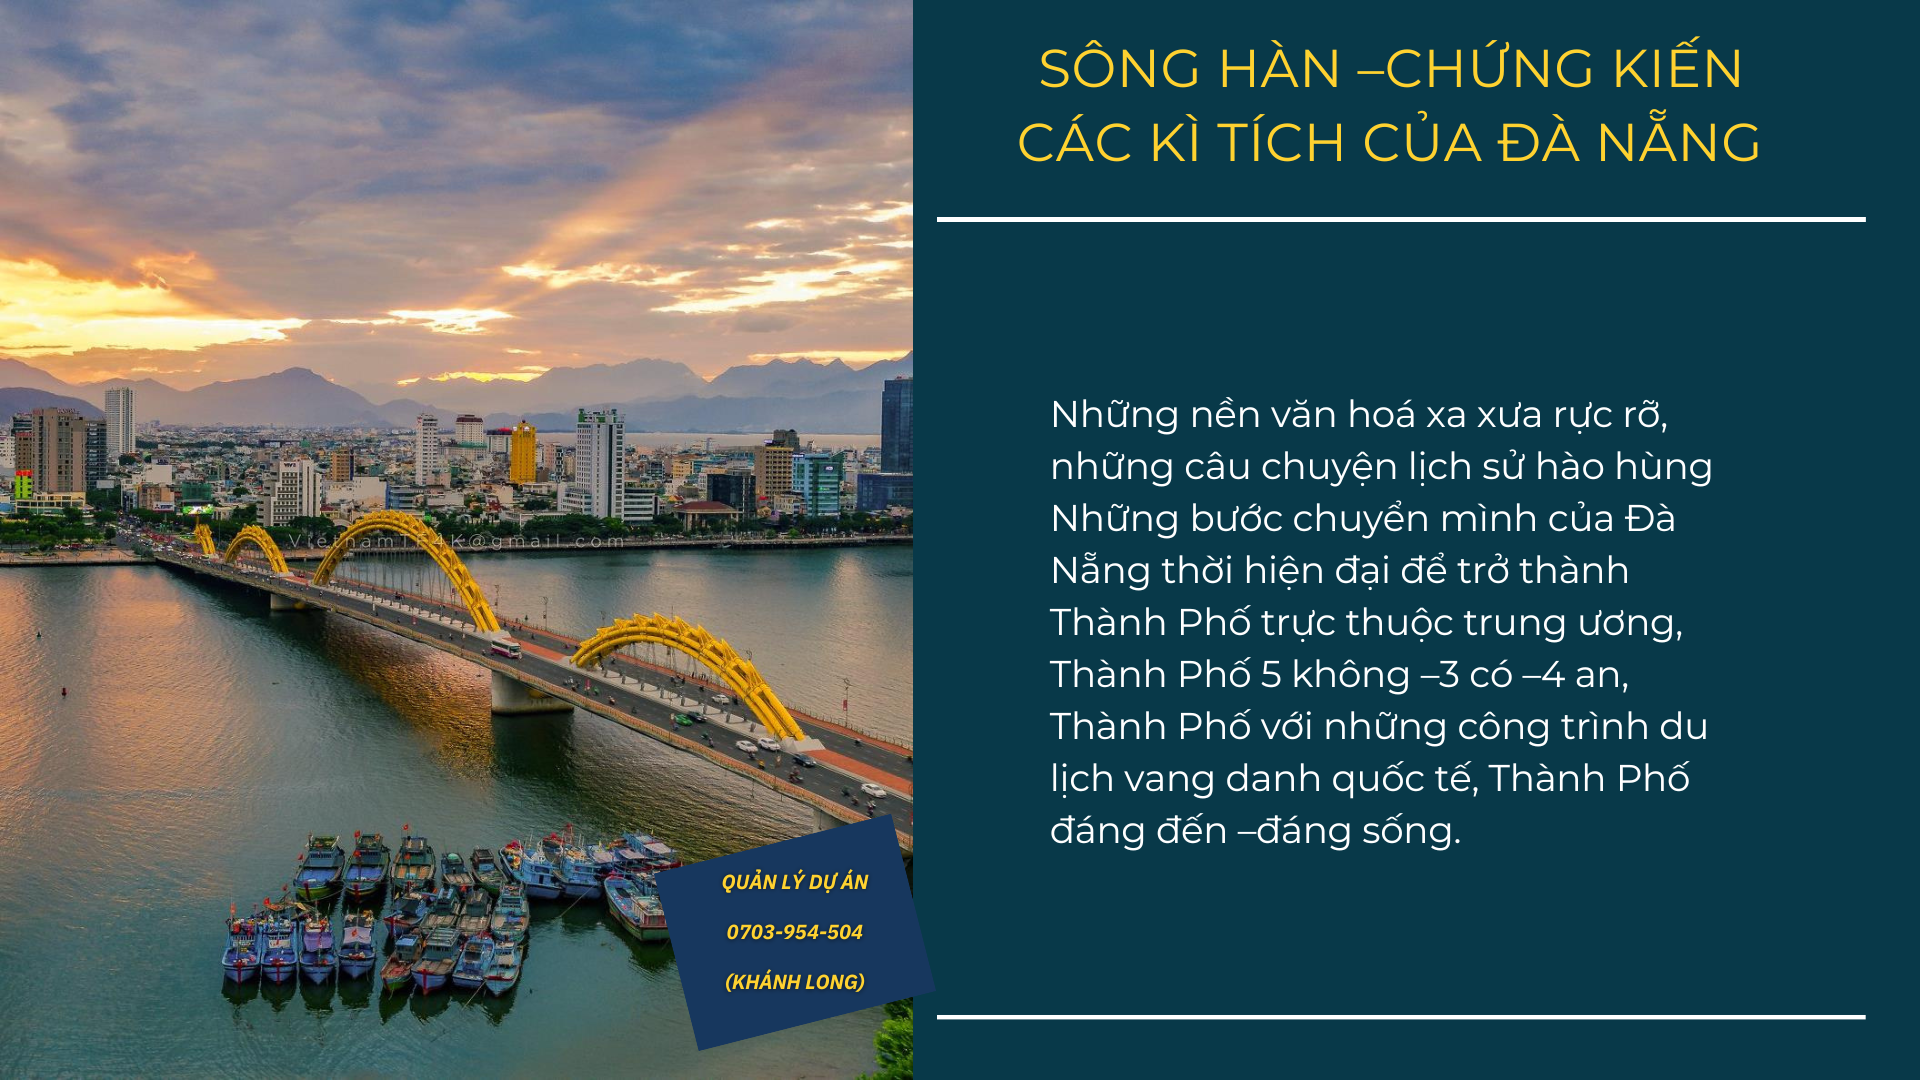 SÔNG HÀN –CHỨNG KIẾN
CÁC KÌ TÍCH CỦA ĐÀ NẴNG
Những nền văn hoá xa xưa rực rỡ,
những câu chuyện lịch sử hào hùng
Những bước chuyển mình của Đà
Nẵng thời hiện đại để trở thành
Thành Phố trực thuộc trung ương,
Thành Phố 5 không –3 có –4 an,
Thành Phố với những công trình du
lịch vang danh quốc tế, Thành Phố
đáng đến –đáng sống.
QUẢN LÝ DỰ ÁN
0703-954-504
(KHÁNH LONG)